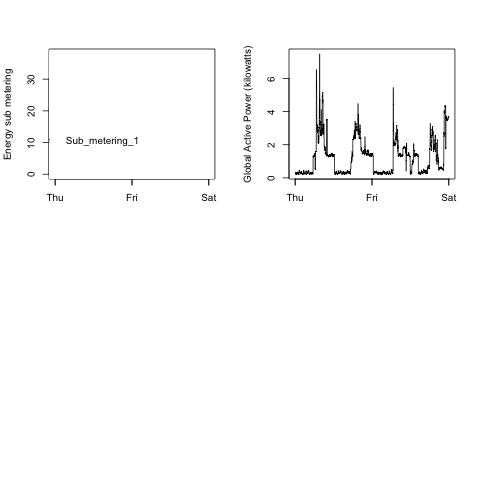 Energy sub metering
0 10 20 30
Sub_metering_1
Thu Fri Sat
Global Active Power (kilowatts)
0 2 4 6
Thu Fri Sat